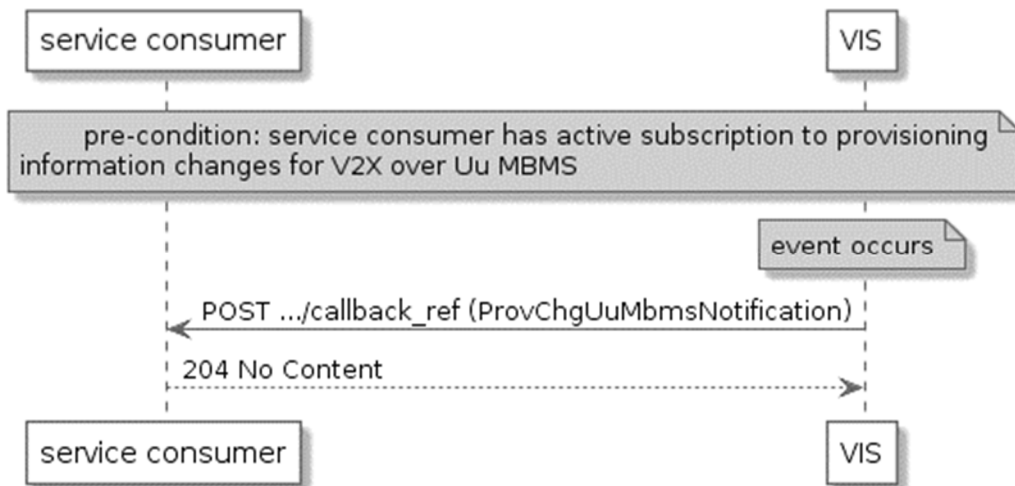 service consumer
VIS
pre-condition: service consumer has active subscription to provisioning
information changes for V2X over Uu MBMS
event occurs
POST .../callback_ref (ProvChgUuMbmsNotification)
204 No Content
service consumer
VIS